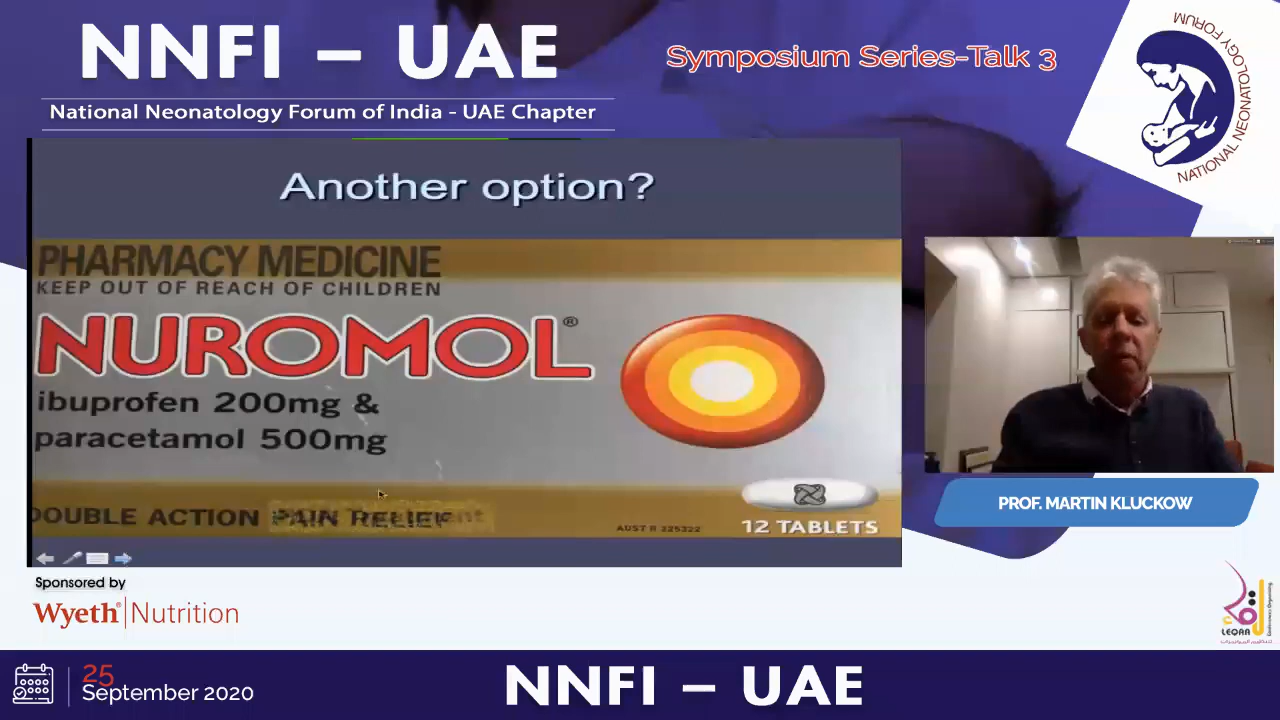 NNFI – UAE
National Neonatology Forum of India - UAE Chapter
Symposium Series-Talk 3
NATIONAL NEONATOLOGY FORUM
Another option?
PHARMACY MEDICINE
KEEP OUT OF REACH OF CHILDREN
NUROMOL®
ibuprofen 200mg &
paracetamol 500mg
DOUBLE ACTION PAIN RELIEF
AUST R 225322
12 TABLETS
PROF. MARTIN KLUCKOW
Sponsored by
Wyeth® Nutrition
LEQAA
25
September 2020
NNFI – UAE